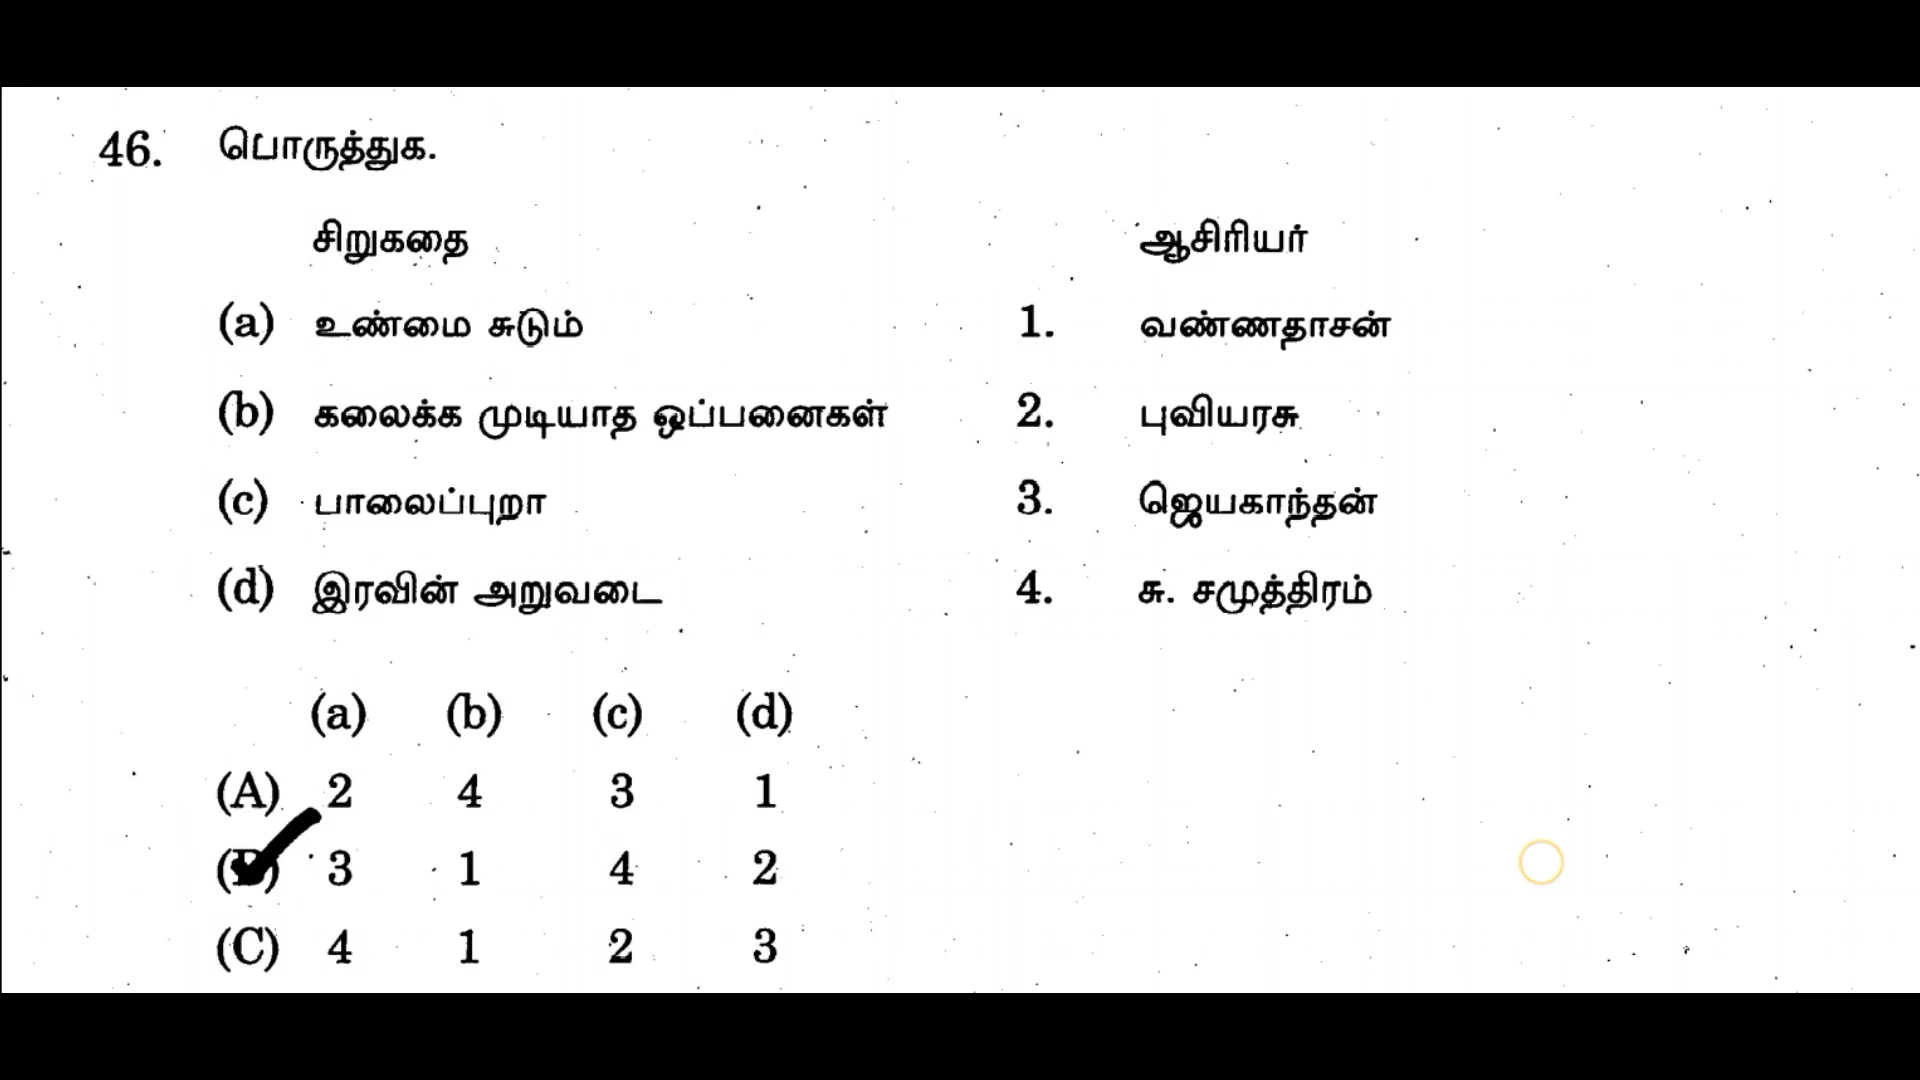 46. பொருத்துக.
சிறுகதை ஆசிரியர்
(a) உண்மை சுடும் 1. வண்ணதாசன்
(b) கலைக்க முடியாத ஒப்பனைகள் 2. புவியரசு
(c) பாலைப்புறா 3. ஜெயகாந்தன்
(d) இரவின் அறுவடை 4. சு. சமுத்திரம்
(a) (b) (c) (d)
(A) 2 4 3 1
(B) 3 1 4 2
(C) 4 1 2 3